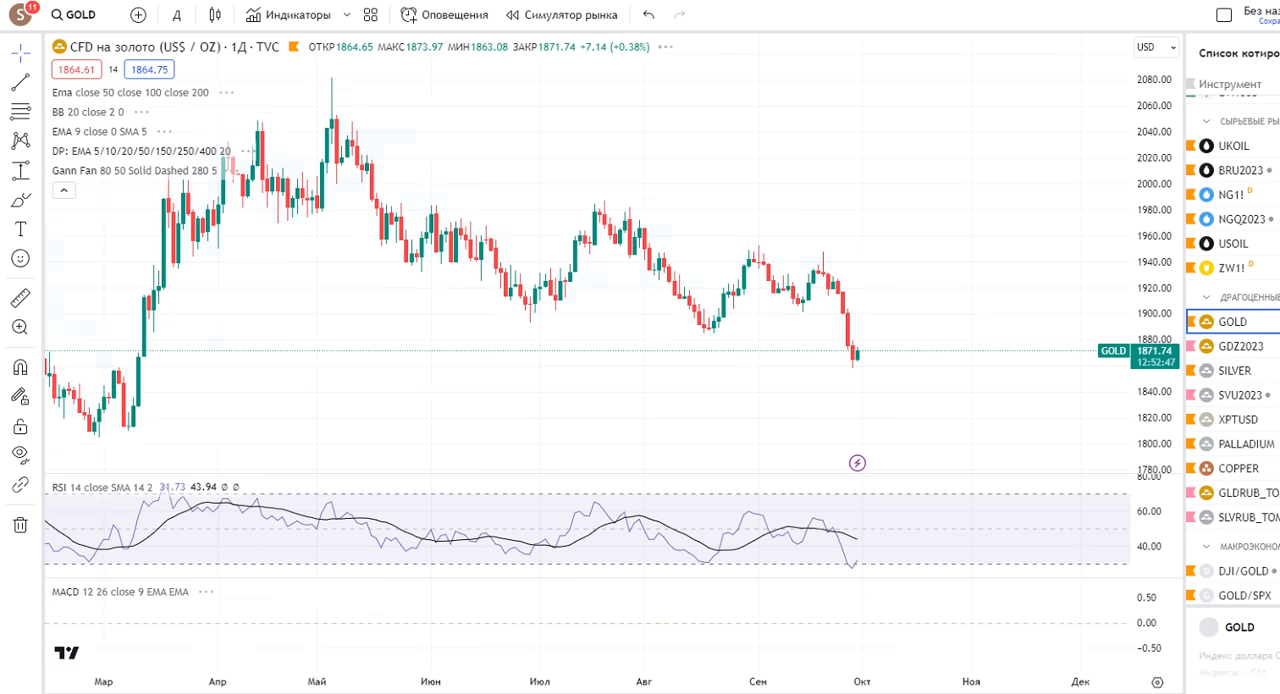 S 11 GOLD Д Индикаторы Оповещения Симулятор рынка Без наз
Сохра
CFD на золото (US$ / OZ) · 1Д · TVC ОТКР1864.65 МАКС1873.97 МИН1863.08 ЗАКР1871.74 +7.14 (+0.38%)
1864.61 14 1864.75
Ema close 50 close 100 close 200
BB 20 close 2 0
EMA 9 close 0 SMA 5
DP: EMA 5/10/20/50/150/250/400 20
Gann Fan 80 50 Solid Dashed 280 5
USD
2080.00
2060.00
2040.00
2020.00
2000.00
1980.00
1960.00
1940.00
1920.00
1900.00
1880.00
GOLD 1871.74
12:52:47
1840.00
1820.00
1800.00
1780.00
RSI 14 close SMA 14 2 31.73 43.94 ∅ ∅
80.00
60.00
40.00
MACD 12 26 close 9 EMA EMA
0.50
0.00
−0.50
Мар Апр Май Июн Июл Авг Сен Окт Ноя Дек
Список котиро
Инструмент
СЫРЬЕВЫЕ РЫ
UKOIL
BRU2023
NG1! D
NGQ2023
USOIL
ZW1! D
ДРАГОЦЕННЫЕ
GOLD
GDZ2023
SILVER
SVU2023
XPTUSD
PALLADIUM
COPPER
GLDRUB_TO
SLVRUB_TOM
МАКРОЭКОНО
DJI/GOLD
GOLD/SPX
GOLD
Индекс доллара С
Индексы · Cfd